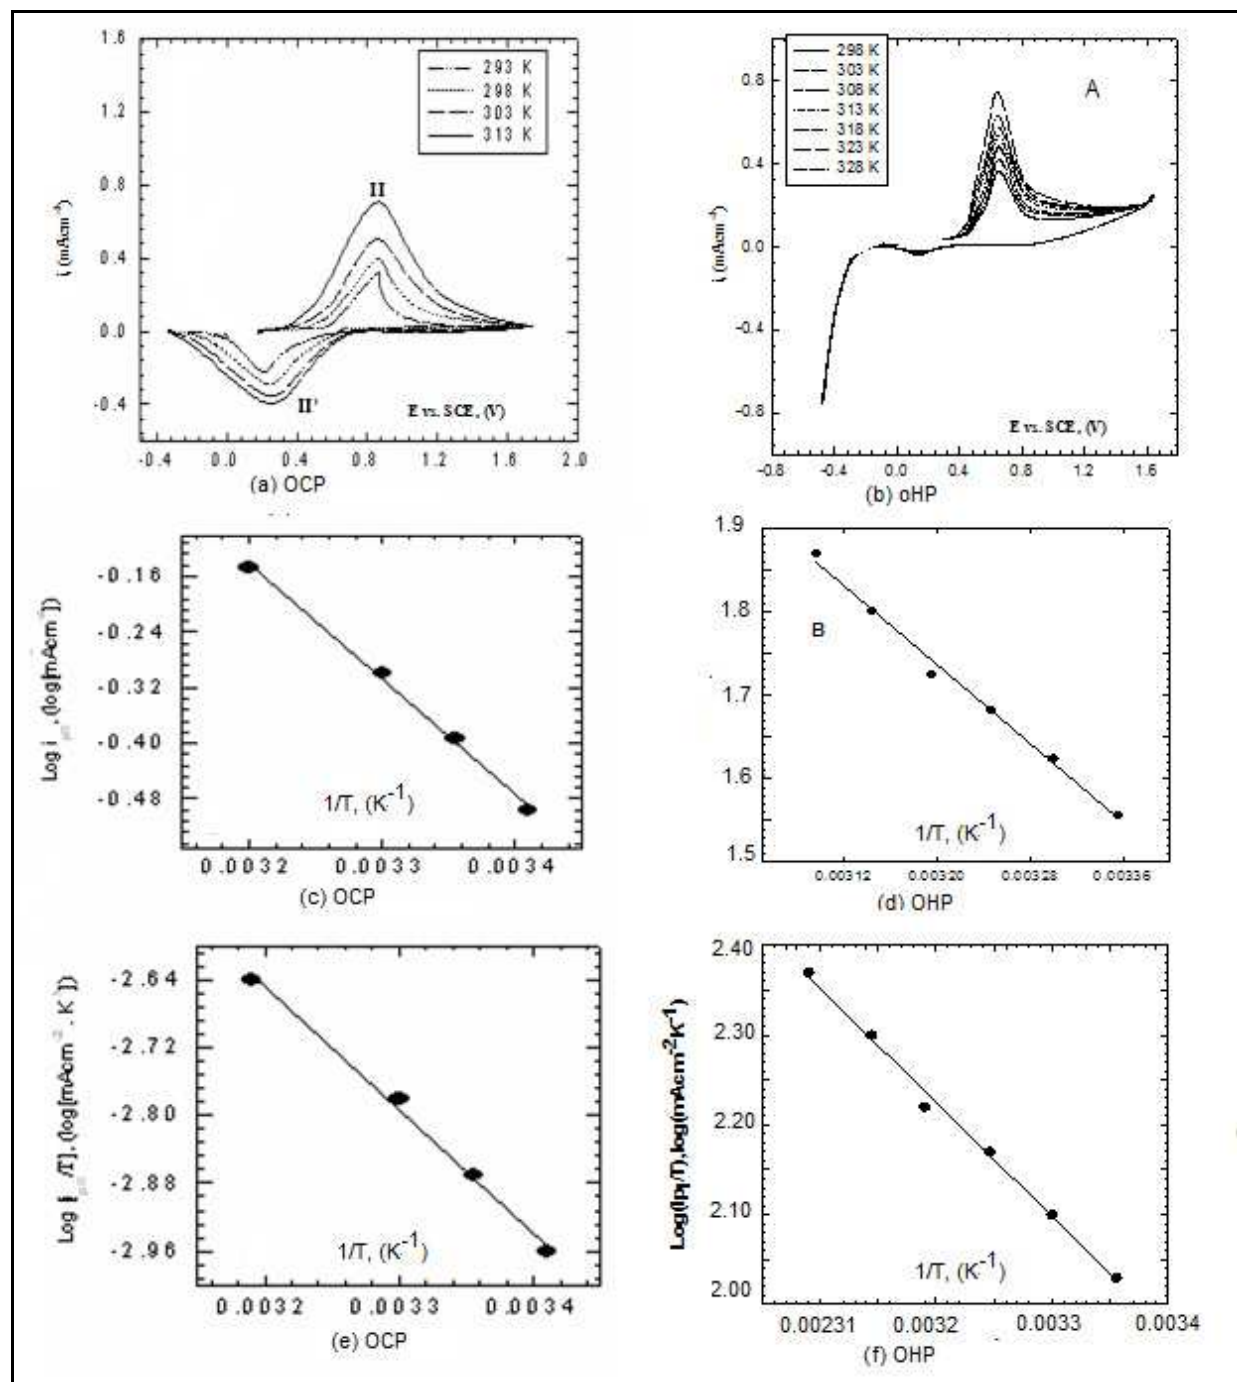 1.6
1.2
0.8
0.4
0.0
-0.4
i, (mAcm⁻²)
293 K
298 K
303 K
313 K
II
II'
E vs. SCE, (V)
-0.4 0.0 0.4 0.8 1.2 1.6 2.0
(a) OCP
0.8
0.4
0.0
-0.4
-0.8
i, (mAcm⁻²)
298 K
303 K
308 K
313 K
318 K
323 K
328 K
A
E vs. SCE, (V)
-0.8 -0.4 0.0 0.4 0.8 1.2 1.6
(b) oHP
-0.16
-0.24
-0.32
-0.40
-0.48
1/T, (K⁻¹)
0.0032 0.0033 0.0034
(c) OCP
1.9
1.8
1.7
1.6
1.5
B
1/T, (K⁻¹)
0.00312 0.00320 0.00328 0.00336
(d) OHP
-2.64
-2.72
-2.80
-2.88
-2.96
1/T, (K⁻¹)
0.0032 0.0033 0.0034
(e) OCP
2.40
2.30
2.20
2.10
2.00
Log(Ip₁/T),log(mAcm⁻²K⁻¹)
1/T, (K⁻¹)
0.00231 0.0032 0.0033 0.0034
(f) OHP